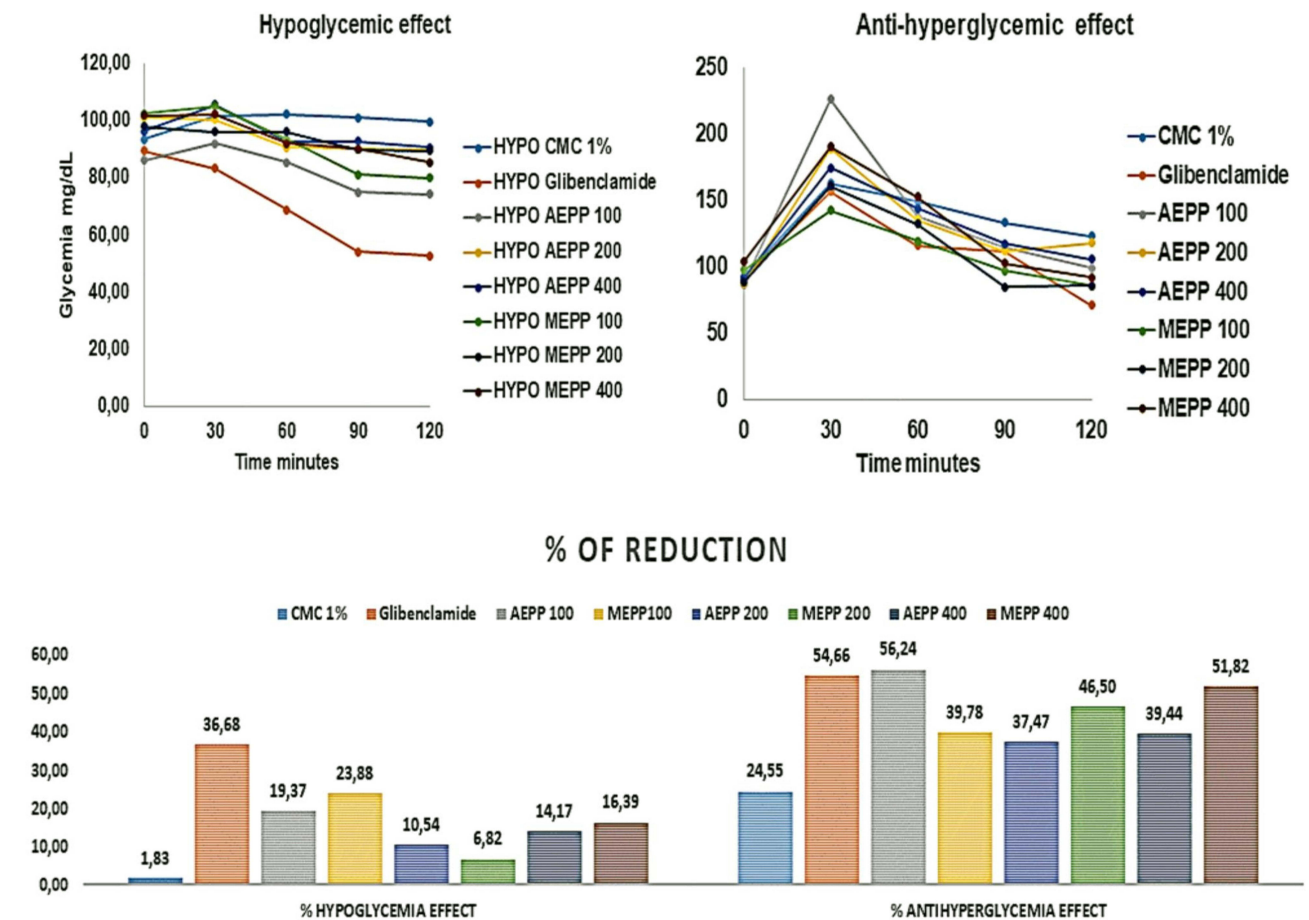 Hypoglycemic effect
120,00
100,00
80,00
60,00
40,00
20,00
0,00
Glycemia mg/dL
0 30 60 90 120
Time minutes
HYPO CMC 1%
HYPO Glibenclamide
HYPO AEPP 100
HYPO AEPP 200
HYPO AEPP 400
HYPO MEPP 100
HYPO MEPP 200
HYPO MEPP 400
Anti-hyperglycemic effect
250
200
150
100
50
0
0 30 60 90 120
Time minutes
CMC 1%
Glibenclamide
AEPP 100
AEPP 200
AEPP 400
MEPP 100
MEPP 200
MEPP 400
% OF REDUCTION
CMC 1% Glibenclamide AEPP 100 MEPP100 AEPP 200 MEPP 200 AEPP 400 MEPP 400
60,00
50,00
40,00
30,00
20,00
10,00
0,00
1,83 36,68 19,37 23,88 10,54 6,82 14,17 16,39
24,55 54,66 56,24 39,78 37,47 46,50 39,44 51,82
% HYPOGLYCEMIA EFFECT % ANTIHYPERGLYCEMIA EFFECT